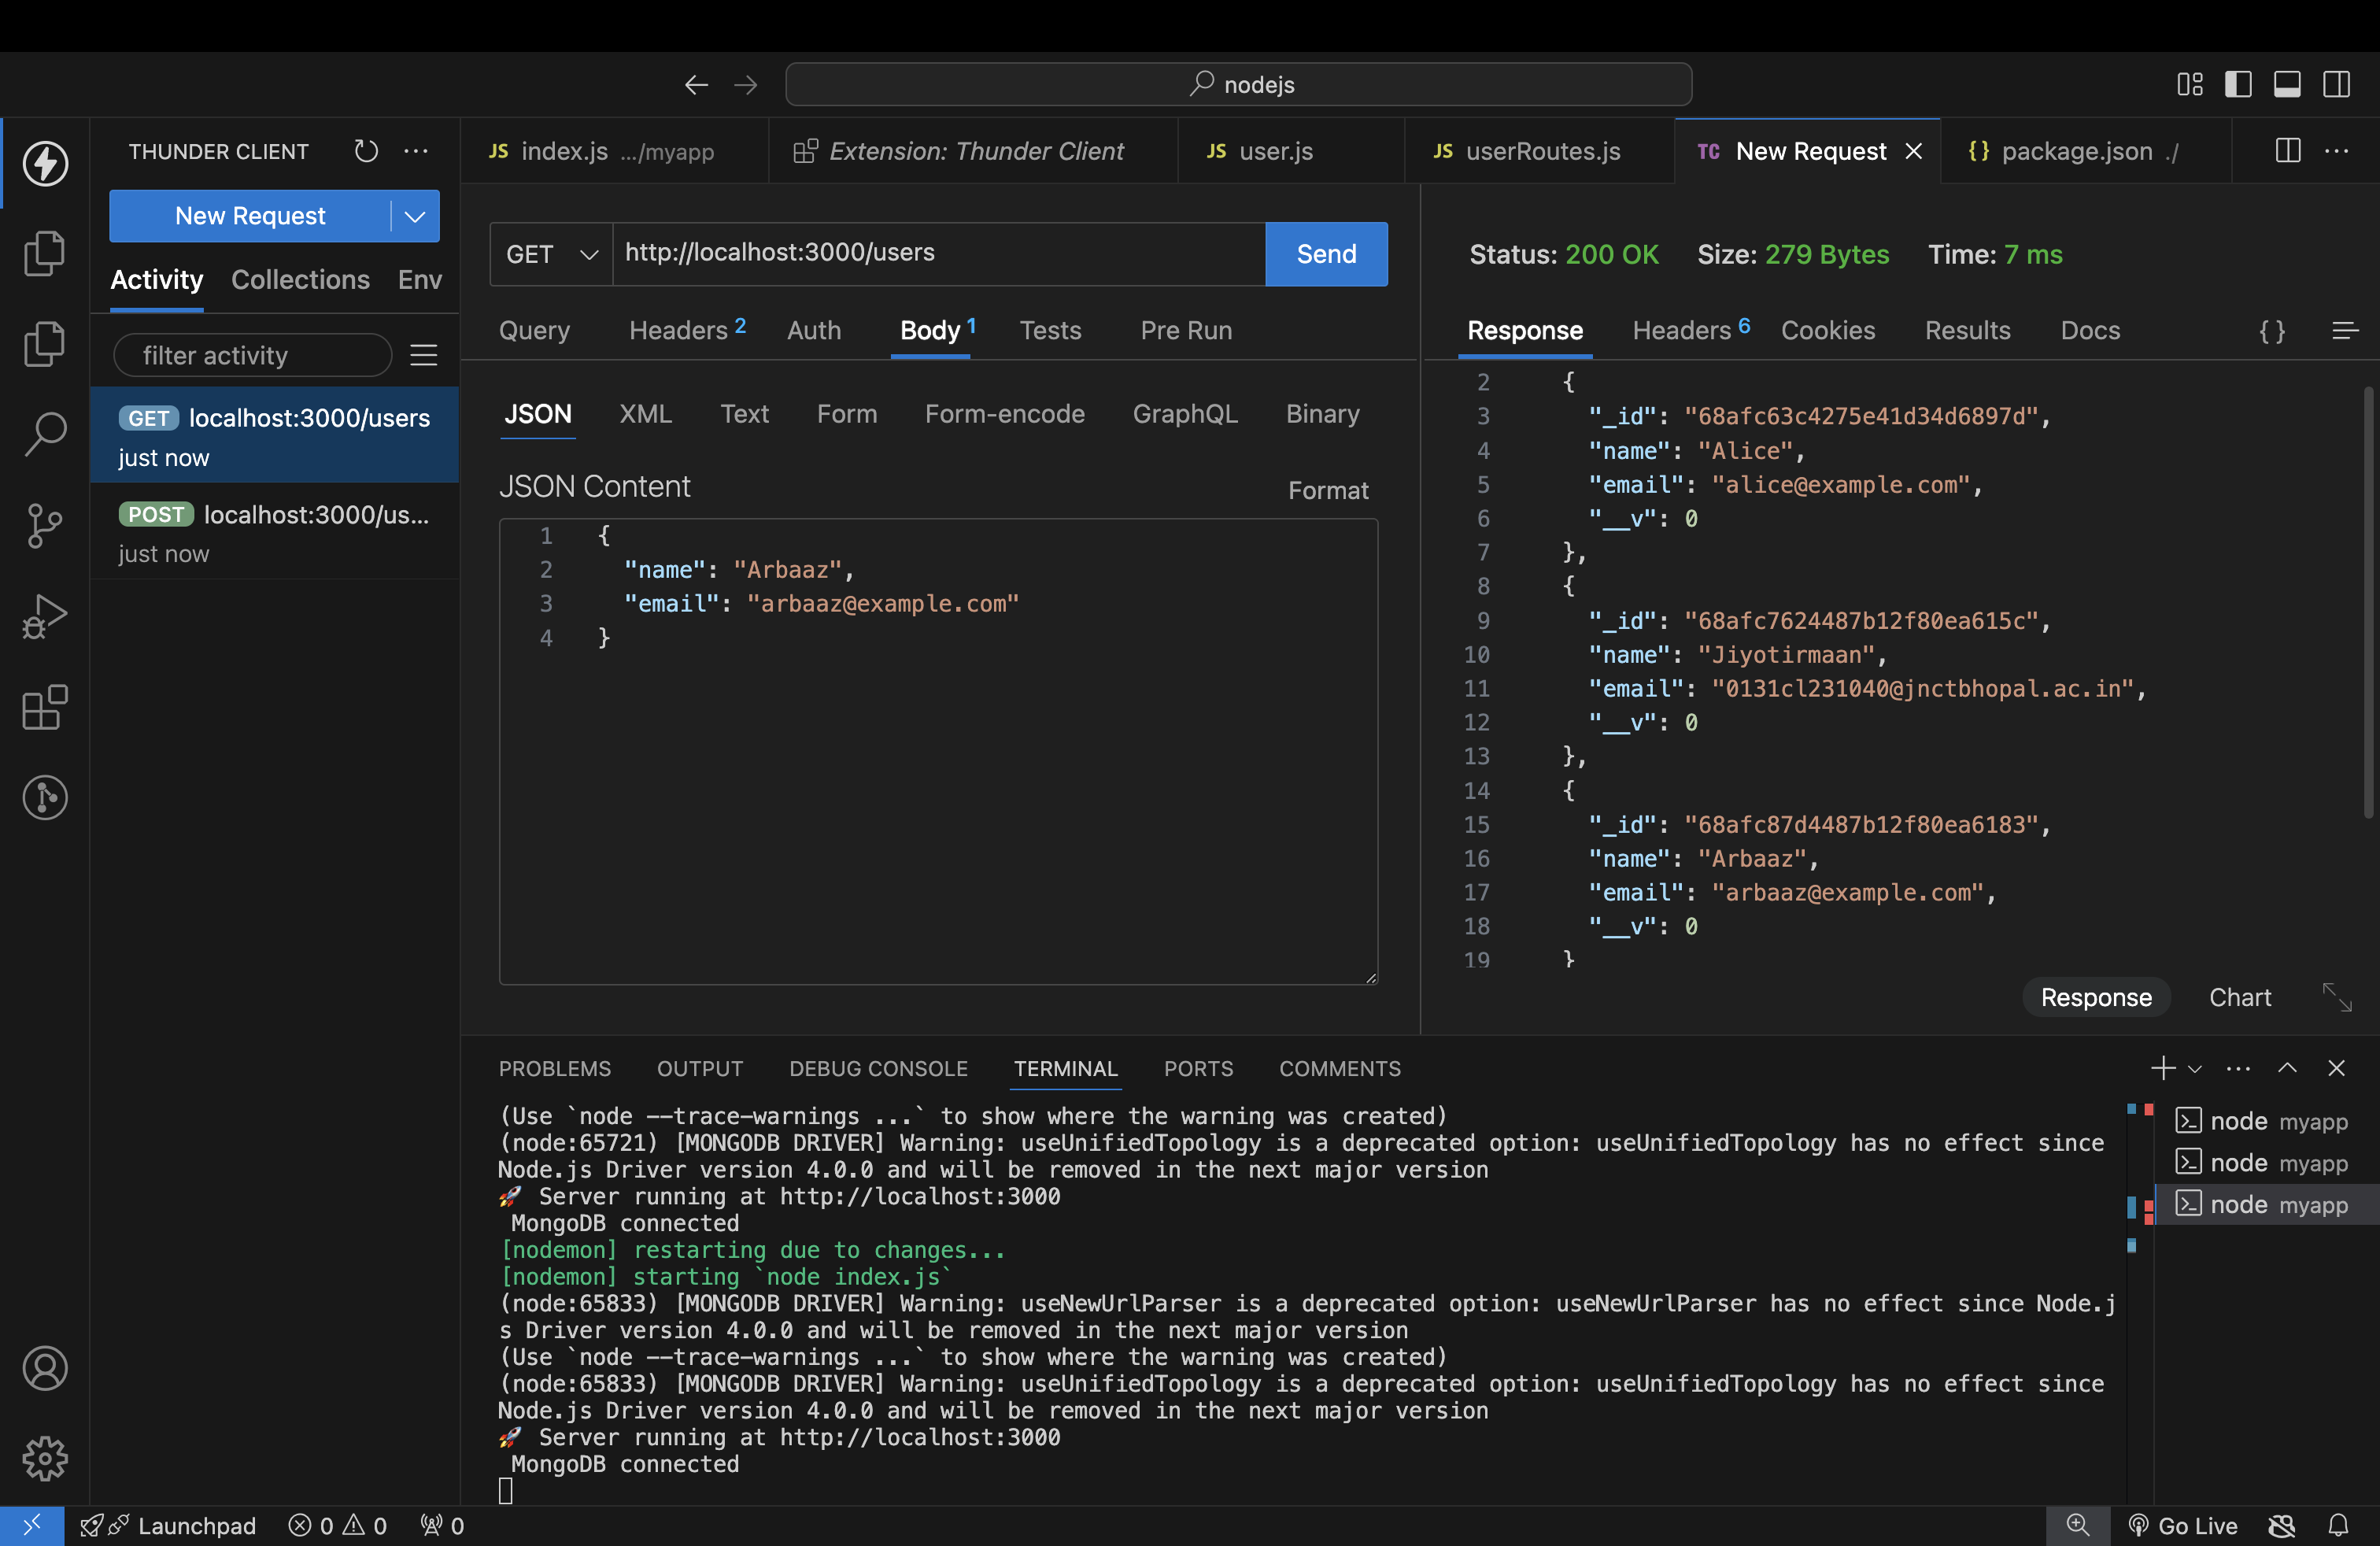 nodejs
THUNDER CLIENT
index.js .../myapp
Extension: Thunder Client
user.js
userRoutes.js
TC New Request
package.json ./
New Request
Activity Collections Env
filter activity
GET localhost:3000/users
just now
POST localhost:3000/us...
just now
GET http://localhost:3000/users Send
Query Headers 2 Auth Body 1 Tests Pre Run
JSON XML Text Form Form-encode GraphQL Binary
JSON Content Format
1 {
2 "name": "Arbaaz",
3 "email": "arbaaz@example.com"
4 }
Status: 200 OK Size: 279 Bytes Time: 7 ms
Response Headers 6 Cookies Results Docs { }
2 {
3 "_id": "68afc63c4275e41d34d6897d",
4 "name": "Alice",
5 "email": "alice@example.com",
6 "__v": 0
7 },
8 {
9 "_id": "68afc7624487b12f80ea615c",
10 "name": "Jiyotirmaan",
11 "email": "0131cl231040@jnctbhopal.ac.in",
12 "__v": 0
13 },
14 {
15 "_id": "68afc87d4487b12f80ea6183",
16 "name": "Arbaaz",
17 "email": "arbaaz@example.com",
18 "__v": 0
19 }
Response Chart
PROBLEMS OUTPUT DEBUG CONSOLE TERMINAL PORTS COMMENTS
(Use `node --trace-warnings ...` to show where the warning was created)
(node:65721) [MONGODB DRIVER] Warning: useUnifiedTopology is a deprecated option: useUnifiedTopology has no effect since
Node.js Driver version 4.0.0 and will be removed in the next major version
🚀 Server running at http://localhost:3000
MongoDB connected
[nodemon] restarting due to changes...
[nodemon] starting `node index.js`
(node:65833) [MONGODB DRIVER] Warning: useNewUrlParser is a deprecated option: useNewUrlParser has no effect since Node.j
s Driver version 4.0.0 and will be removed in the next major version
(Use `node --trace-warnings ...` to show where the warning was created)
(node:65833) [MONGODB DRIVER] Warning: useUnifiedTopology is a deprecated option: useUnifiedTopology has no effect since
Node.js Driver version 4.0.0 and will be removed in the next major version
🚀 Server running at http://localhost:3000
MongoDB connected
node myapp
node myapp
node myapp
Launchpad 0 0 0 Go Live